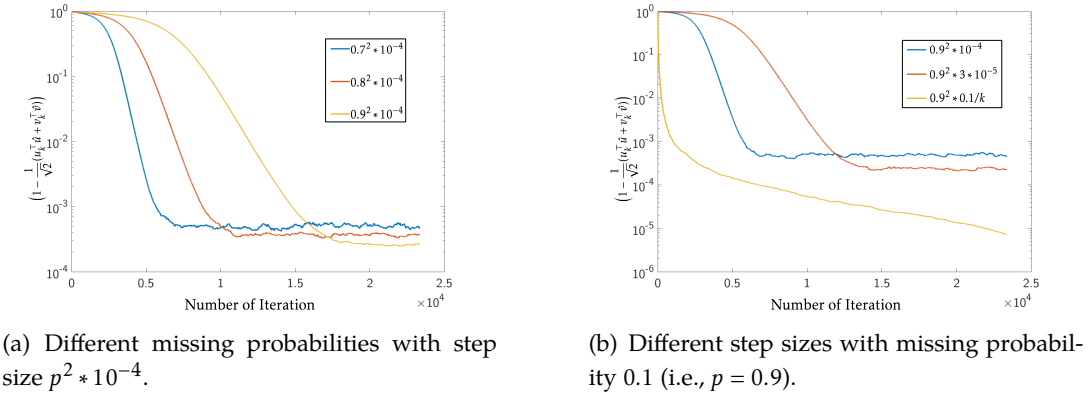 10^0
10^-1
10^-2
10^-3
10^-4
(1 − 1/√2 (u_k^⊤ û + v_k^⊤ v̂))
0.7^2 * 10^-4
0.8^2 * 10^-4
0.9^2 * 10^-4
0 0.5 1 1.5 2 2.5
Number of Iteration
×10^4
(a) Different missing probabilities with step
size p^2 * 10^-4.
10^0
10^-1
10^-2
10^-3
10^-4
10^-5
10^-6
(1 − 1/√2 (u_k^⊤ û + v_k^⊤ v̂))
0.9^2 * 10^-4
0.9^2 * 3 * 10^-5
0.9^2 * 0.1/k
0 0.5 1 1.5 2 2.5
Number of Iteration
×10^4
(b) Different step sizes with missing probabil-
ity 0.1 (i.e., p = 0.9).